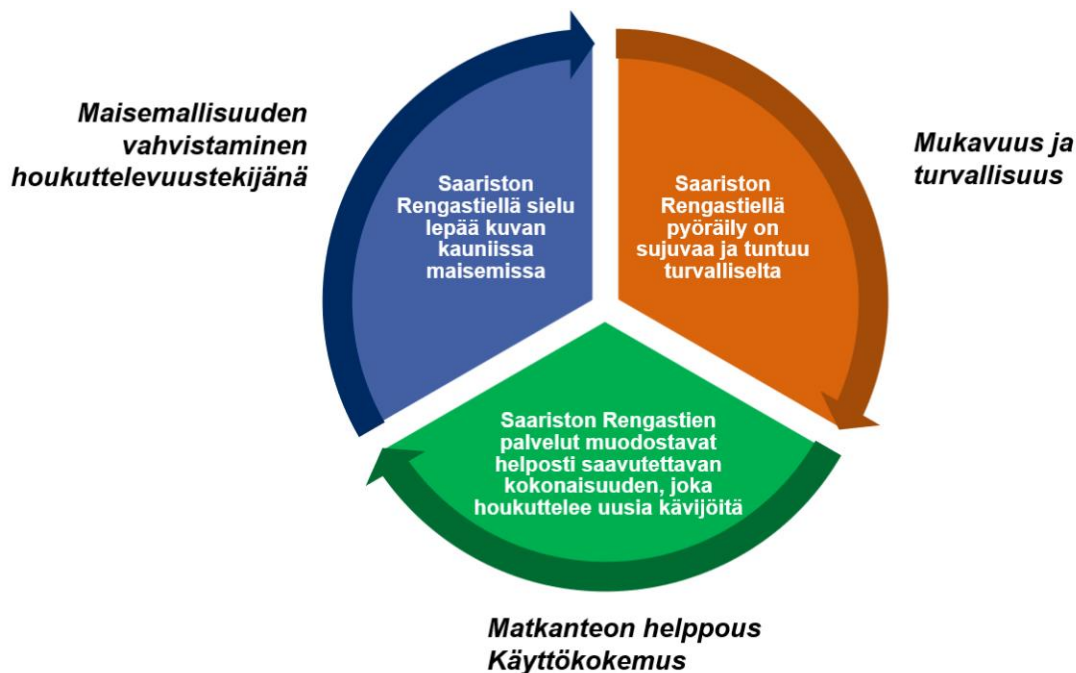 Maisemallisuuden
vahvistaminen
houkuttelevuustekijänä
Saariston
Rengastiellä sielu
lepää kuvan
kauniissa
maisemissa
Saariston
Rengastiellä
pyöräily on
sujuvaa ja tuntuu
turvalliselta
Mukavuus ja
turvallisuus
Saariston Rengastien
palvelut muodostavat
helposti saavutettavan
kokonaisuuden, joka
houkuttelee uusia kävijöitä
Matkanteon helppous
Käyttökokemus